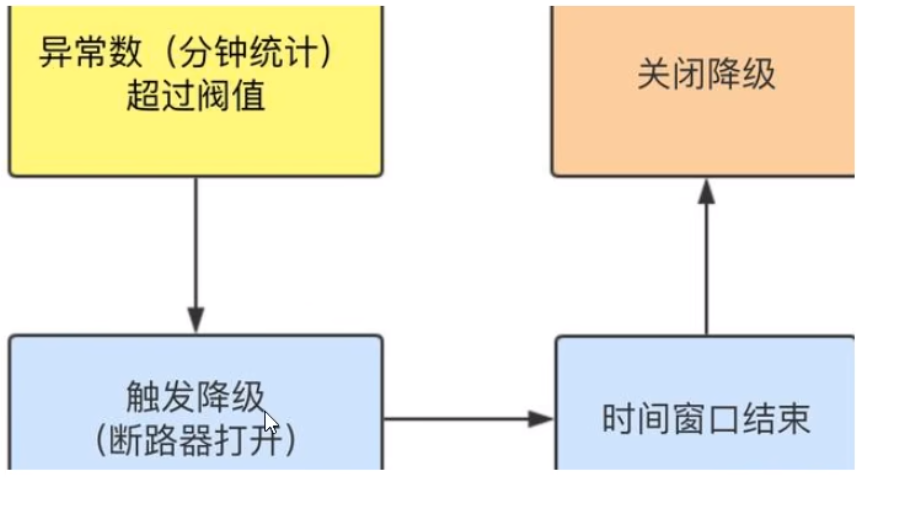 异常数（分钟统计）
超过阀值
关闭降级
触发降级
（断路器打开）
时间窗口结束